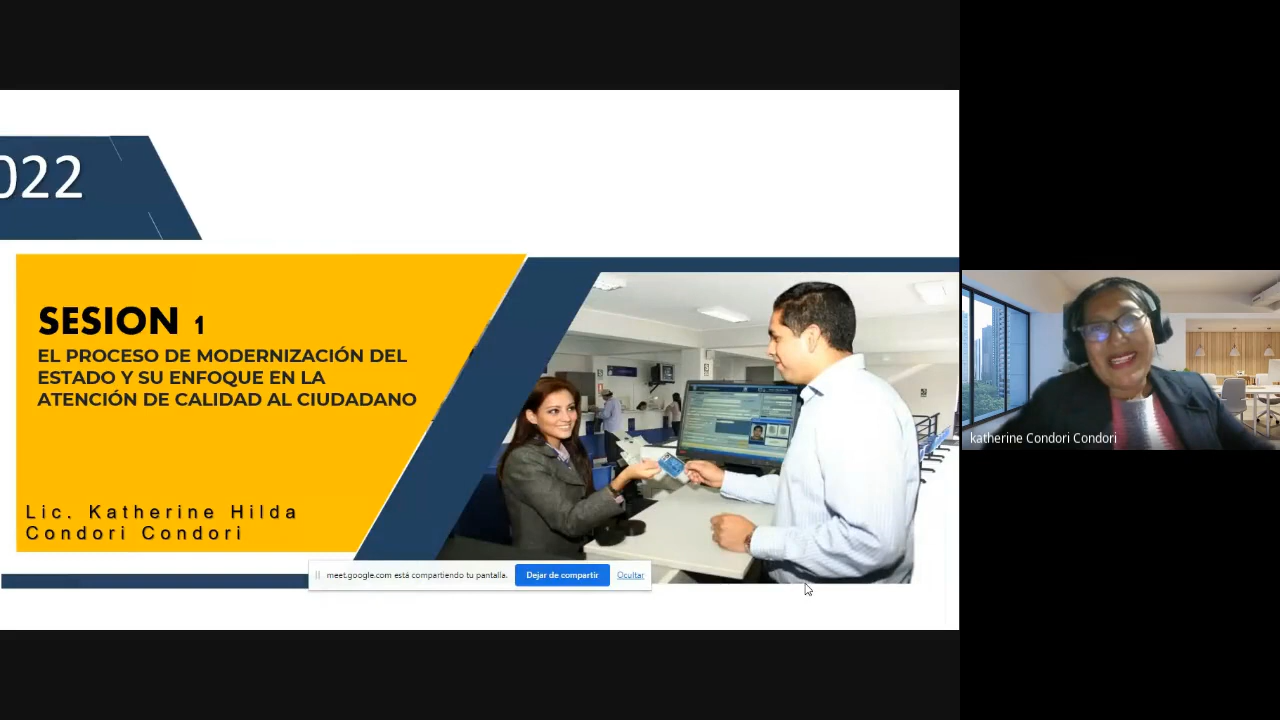 022
SESION 1
EL PROCESO DE MODERNIZACIÓN DEL
ESTADO Y SU ENFOQUE EN LA
ATENCIÓN DE CALIDAD AL CIUDADANO
Lic. Katherine Hilda
Condori Condori
meet.google.com está compartiendo tu pantalla.
Dejar de compartir
Ocultar
katherine Condori Condori